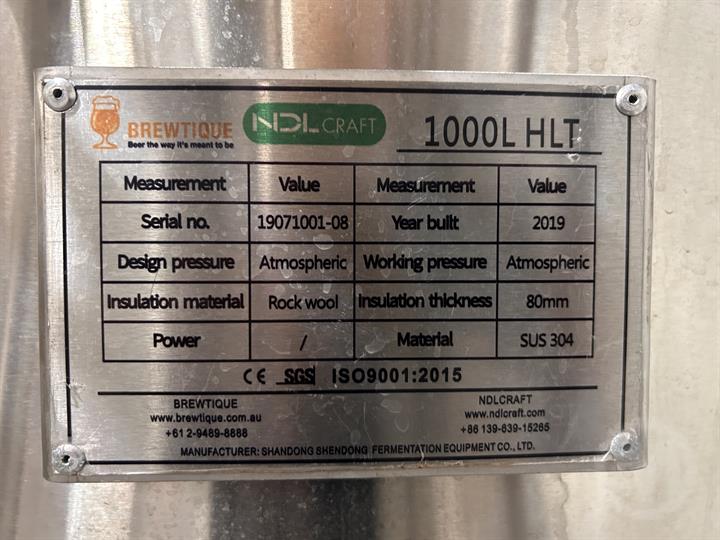 BREWTIQUE
Beer the way it's meant to be
NDL CRAFT
1000L HLT
Measurement Value Measurement Value
Serial no. 19071001-08 Year built 2019
Design pressure Atmospheric Working pressure Atmospheric
Insulation material Rock wool Insulation thickness 80mm
Power / Material SUS 304
CE SGS ISO9001:2015
BREWTIQUE NDLCRAFT
www.brewtique.com.au www.ndlcraft.com
+61 2-9489-8888 +86 139-639-15265
MANUFACTURER: SHANDONG SHENDONG FERMENTATION EQUIPMENT CO., LTD.